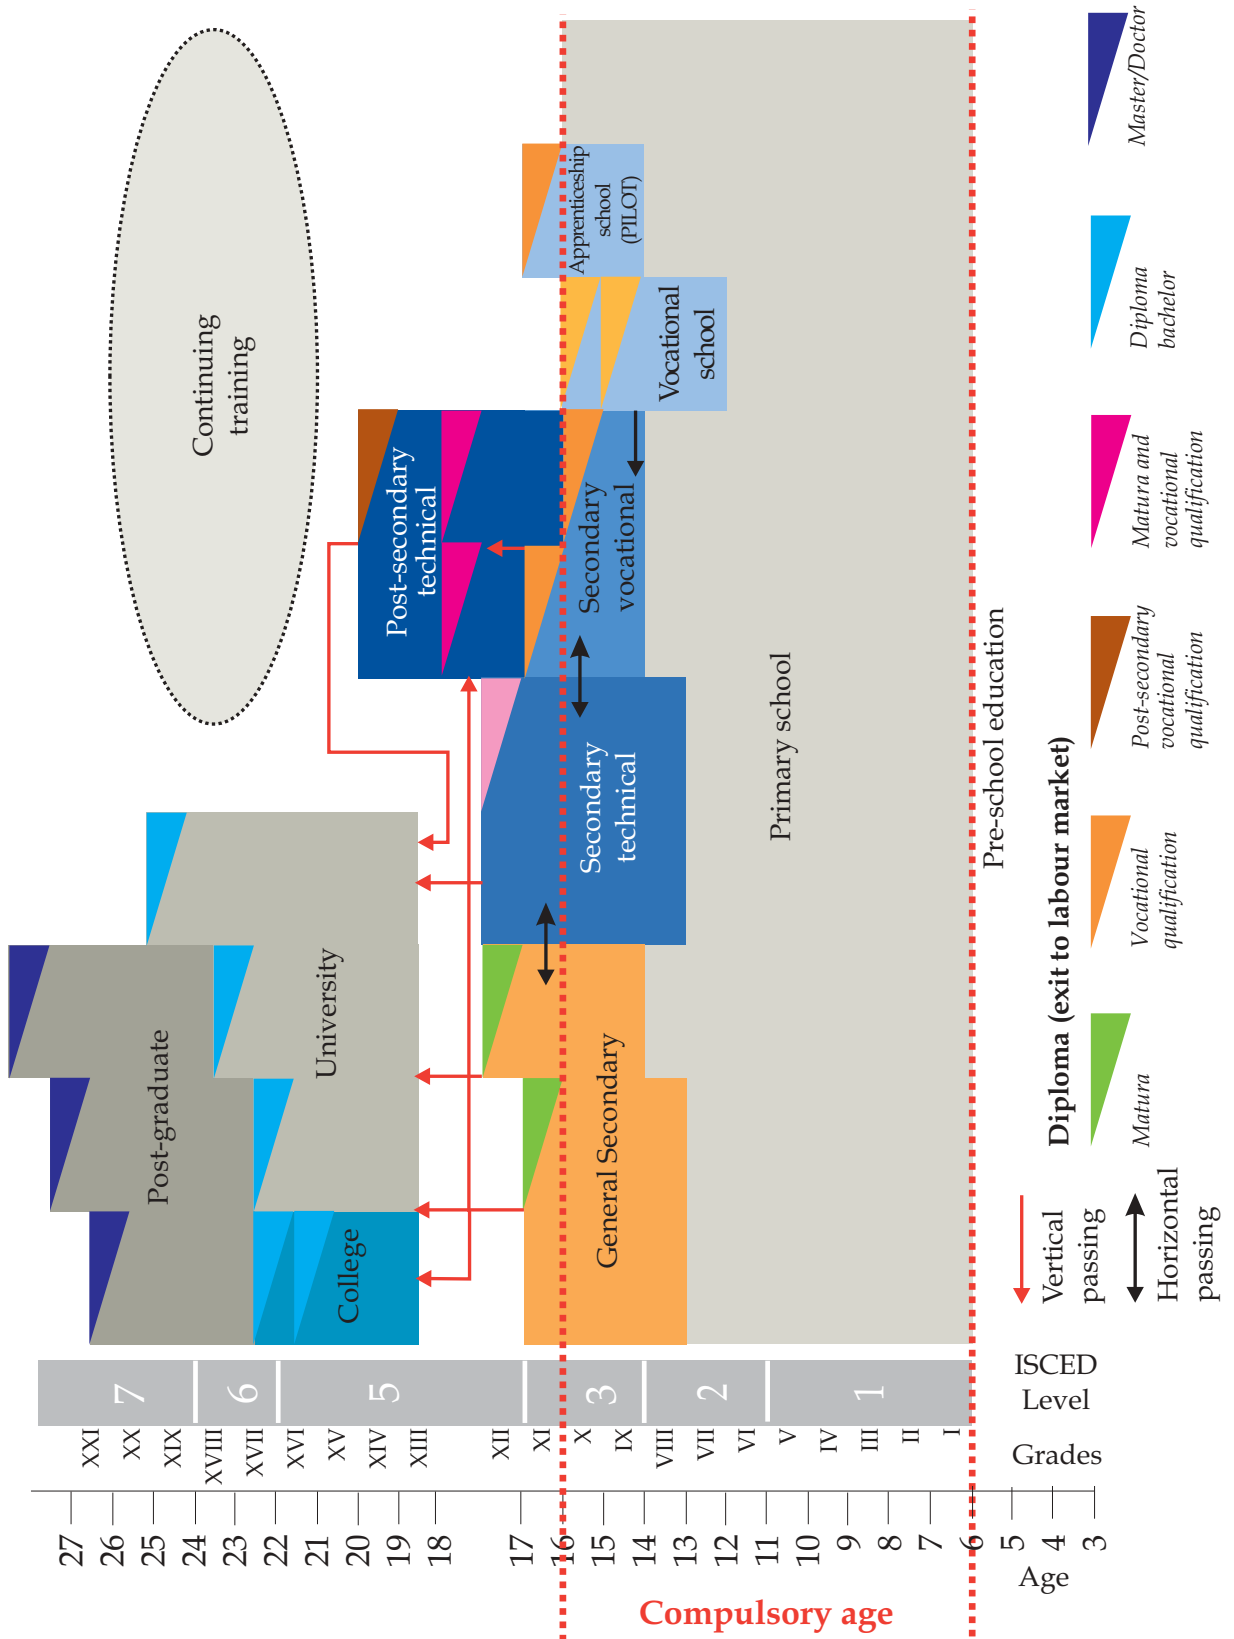 Continuing
training
Post-graduate
University
College
Post-secondary
technical
General Secondary
Secondary
technical
Secondary
vocational
Vocational
school
Apprenticeship
school
(PILOT)
Primary school
Pre-school education
7
6
5
3
2
1
ISCED
Level
XXI
XX
XIX
XVIII
XVII
XVI
XV
XIV
XIII
XII
XI
X
IX
VIII
VII
VI
V
IV
III
II
I
Grades
27
26
25
24
23
22
21
20
19
18
17
16
15
14
13
12
11
10
9
8
7
6
5
4
3
Age
Compulsory age
Vertical
passing
Horizontal
passing
Diploma (exit to labour market)
Matura
Vocational
qualification
Post-secondary
vocational
qualification
Matura and
vocational
qualification
Diploma
bachelor
Master/Doctor